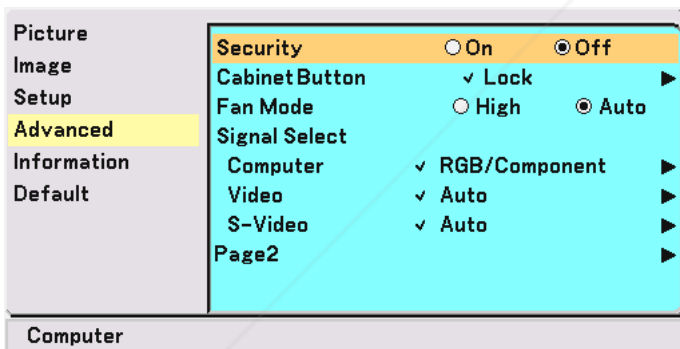 Picture
Image
Setup
Advanced
Information
Default
Security On Off
Cabinet Button Lock
Fan Mode High Auto
Signal Select
Computer RGB/Component
Video Auto
S-Video Auto
Page2
Computer